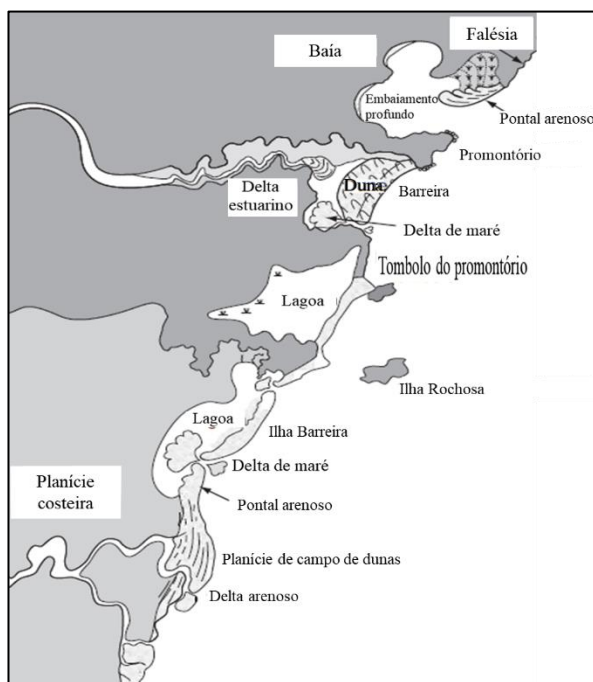 Falésia
Baía
Embaiamento
profundo
Pontal arenoso
Promontório
Delta
estuarino
Duna
Barreira
Delta de maré
Tombolo do promontório
Lagoa
Ilha Rochosa
Lagoa
Ilha Barreira
Delta de maré
Planície
costeira
Pontal arenoso
Planície de campo de dunas
Delta arenoso